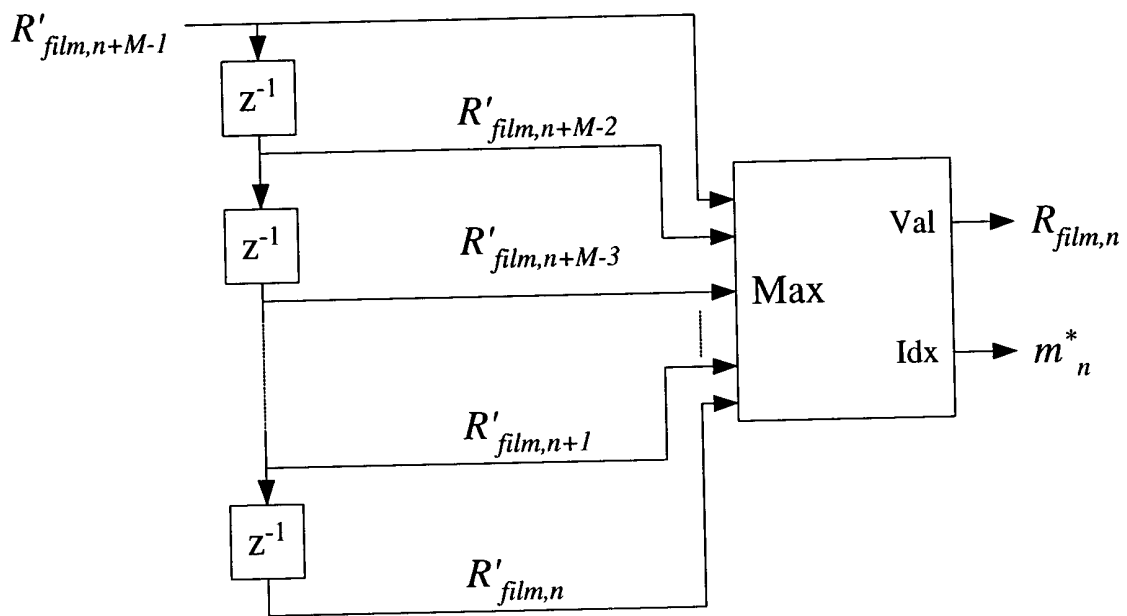 R'film,n+M-1
z-1
R'film,n+M-2
z-1
R'film,n+M-3
Val
Rfilm,n
Max
Idx
m*n
R'film,n+1
z-1
R'film,n